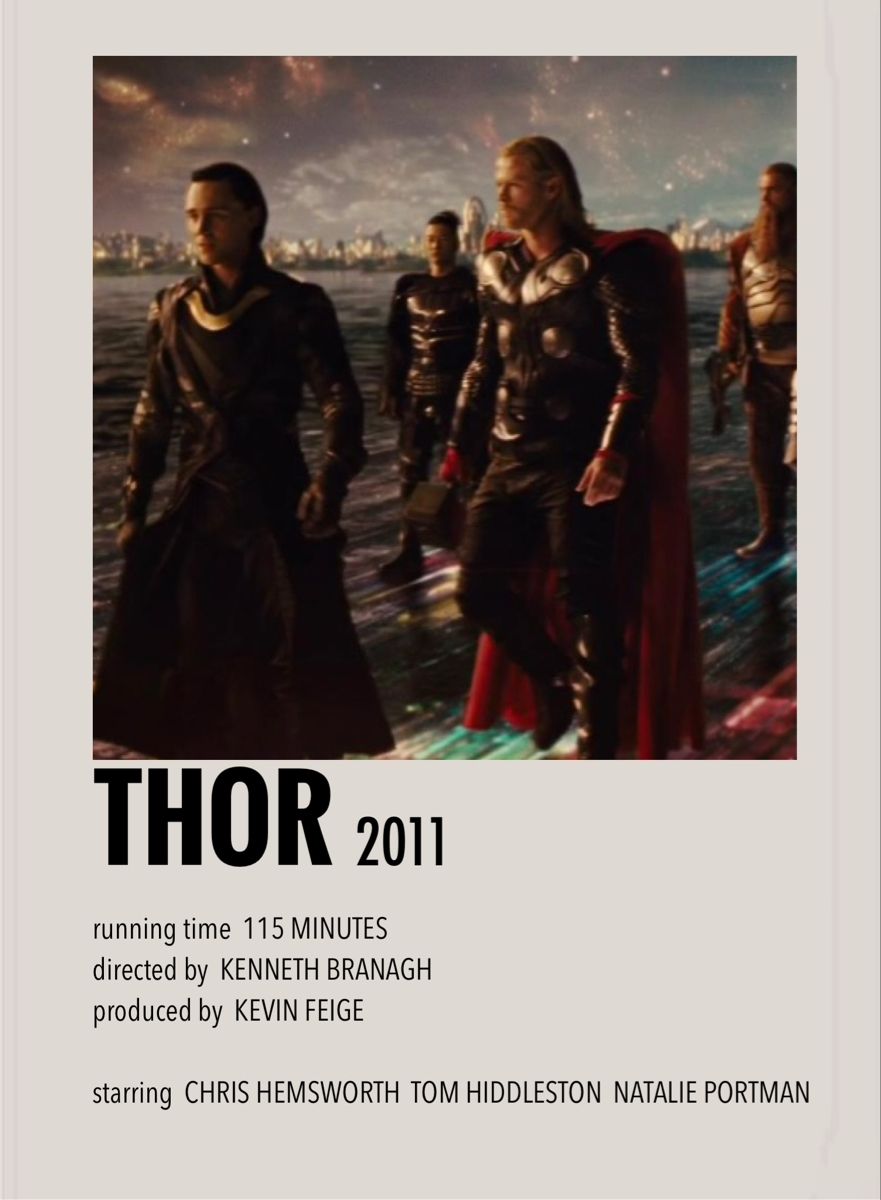 THOR 2011
running time 115 MINUTES
directed by KENNETH BRANAGH
produced by KEVIN FEIGE
starring CHRIS HEMSWORTH TOM HIDDLESTON NATALIE PORTMAN